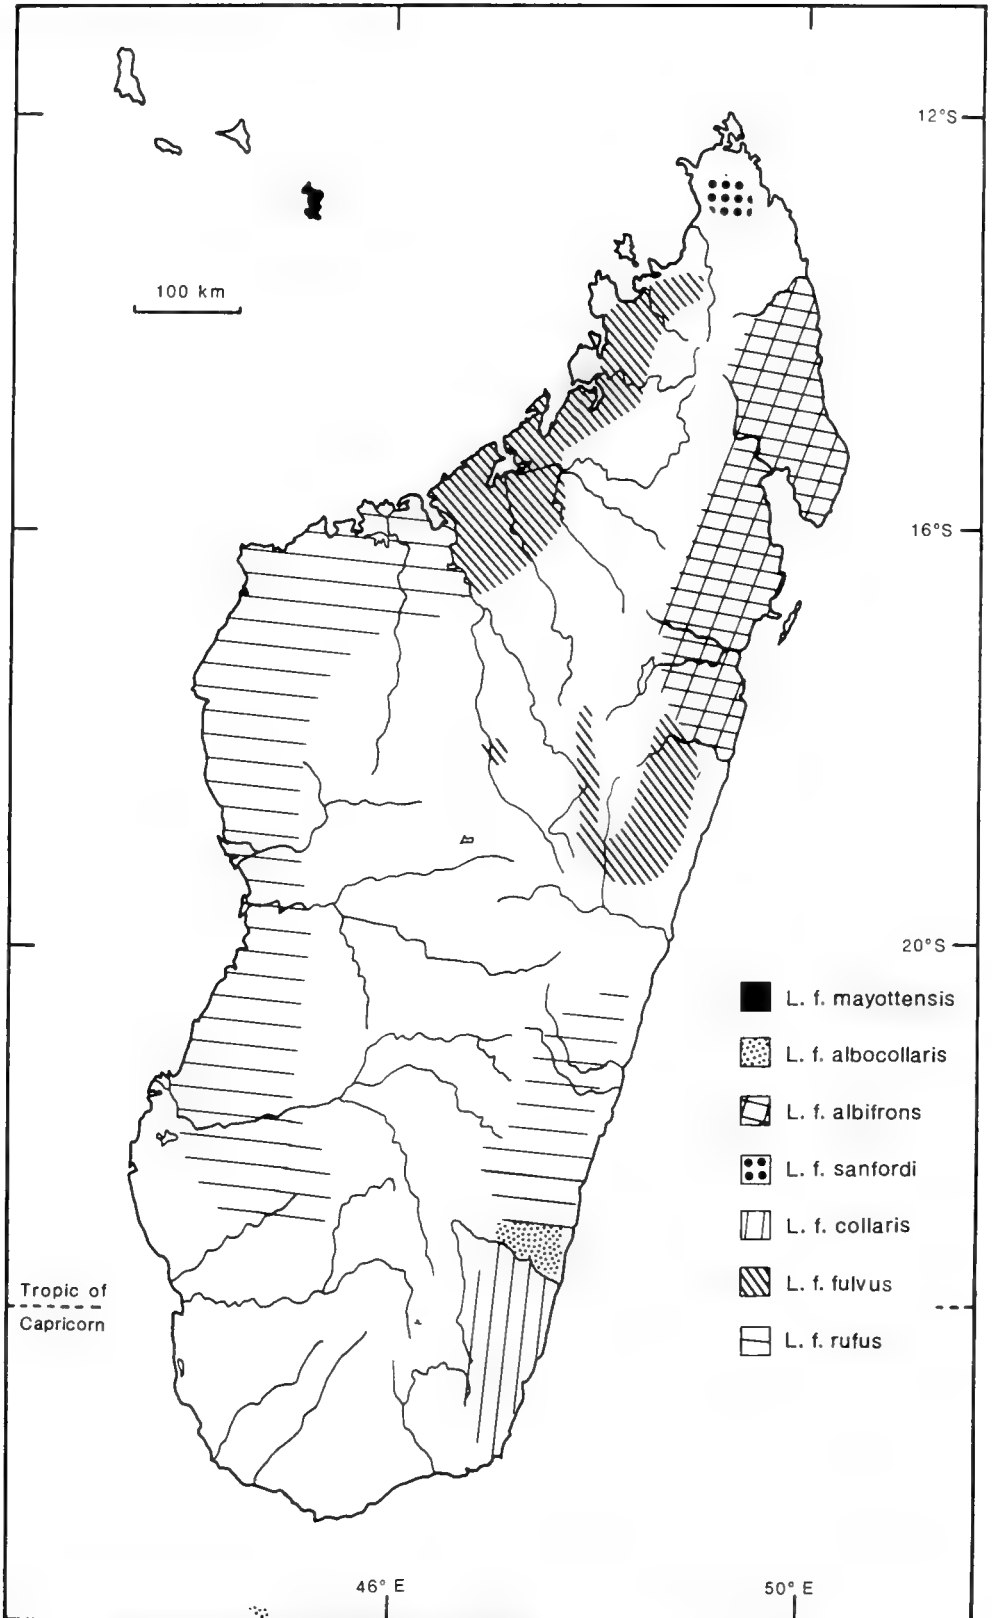 12°S
100 km
16°S
20°S
L. f. mayottensis
L. f. albocollaris
L. f. albifrons
L. f. sanfordi
L. f. collaris
L. f. fulvus
L. f. rufus
Tropic of
Capricorn
46° E
50° E